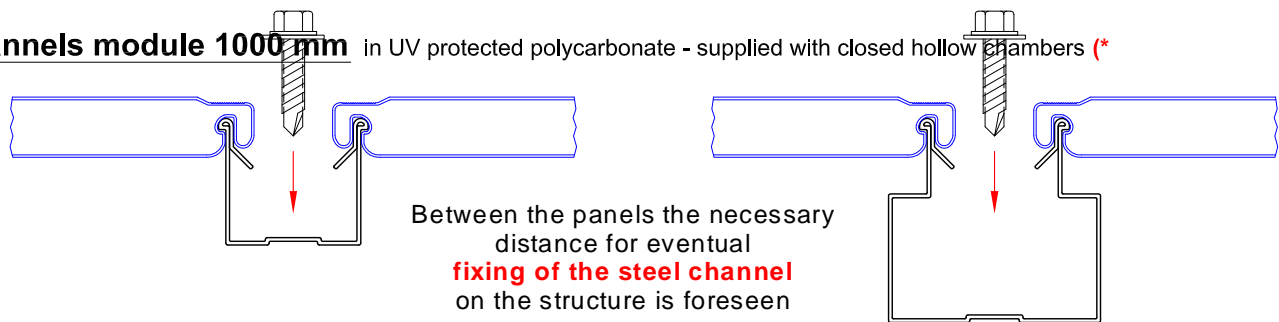 nnels module 1000 mm in UV protected polycarbonate - supplied with closed hollow chambers (*
Between the panels the necessary
distance for eventual
fixing of the steel channel
on the structure is foreseen